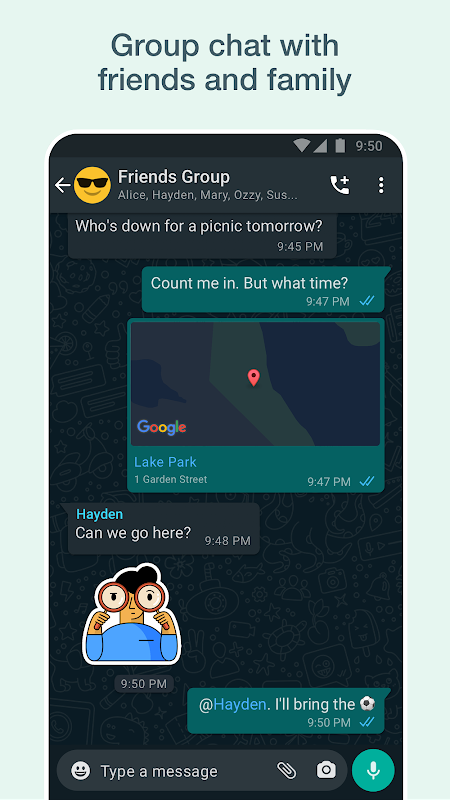 Group chat with
friends and family
9:50
Friends Group
Alice, Hayden, Mary, Ozzy, Sus...
Who's down for a picnic tomorrow?
9:45 PM
Count me in. But what time?
9:47 PM
Google
Lake Park
1 Garden Street
9:47 PM
Hayden
Can we go here?
9:48 PM
9:50 PM
@Hayden. I'll bring the ⚽
9:50 PM
Type a message